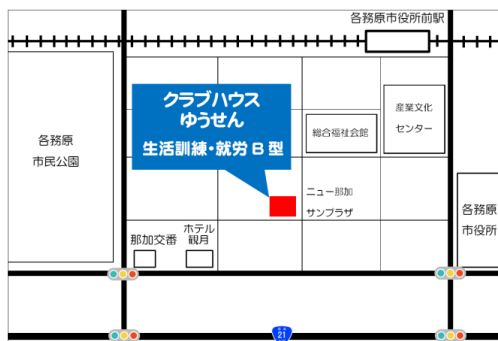 各務原市役所前駅
クラブハウス
ゆうせん
生活訓練・就労B型
産業文化
センター
総合福祉会館
各務原
市民公園
ニュー那加
サンプラザ
各務原
市役所
ホテル
観月
那加交番
21